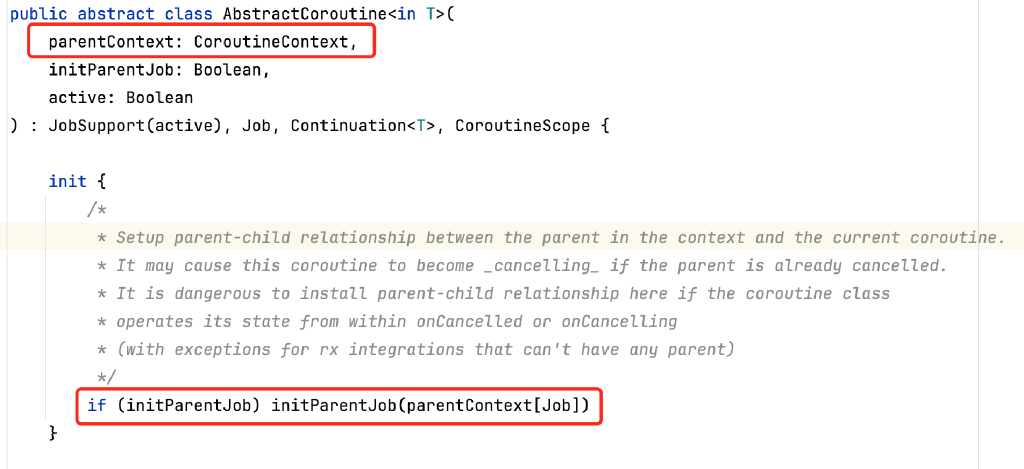 public abstract class AbstractCoroutine<in T>(
parentContext: CoroutineContext,
initParentJob: Boolean,
active: Boolean
) : JobSupport(active), Job, Continuation<T>, CoroutineScope {
init {
/*
* Setup parent-child relationship between the parent in the context and the current coroutine.
* It may cause this coroutine to become _cancelling_ if the parent is already cancelled.
* It is dangerous to install parent-child relationship here if the coroutine class
* operates its state from within onCancelled or onCancelling
* (with exceptions for rx integrations that can't have any parent)
*/
if (initParentJob) initParentJob(parentContext[Job])
}